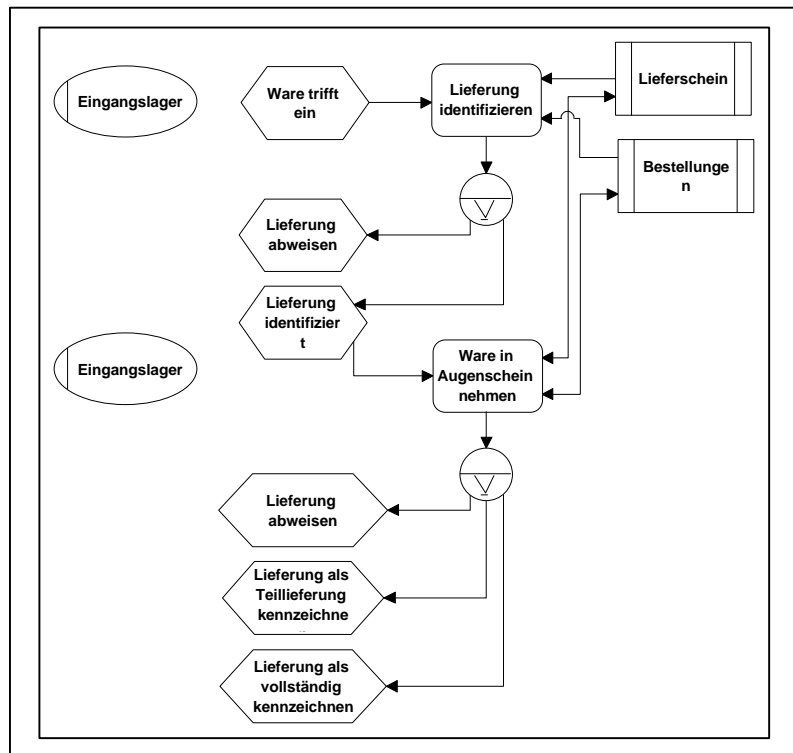 Eingangslager
Ware trifft
ein
Lieferung
identifizieren
Lieferschein
Bestellunge
n
Lieferung
abweisen
Lieferung
identifizier
t
Eingangslager
Ware in
Augenschein
nehmen
Lieferung
abweisen
Lieferung als
Teillieferung
kennzeichne
Lieferung als
vollständig
kennzeichnen